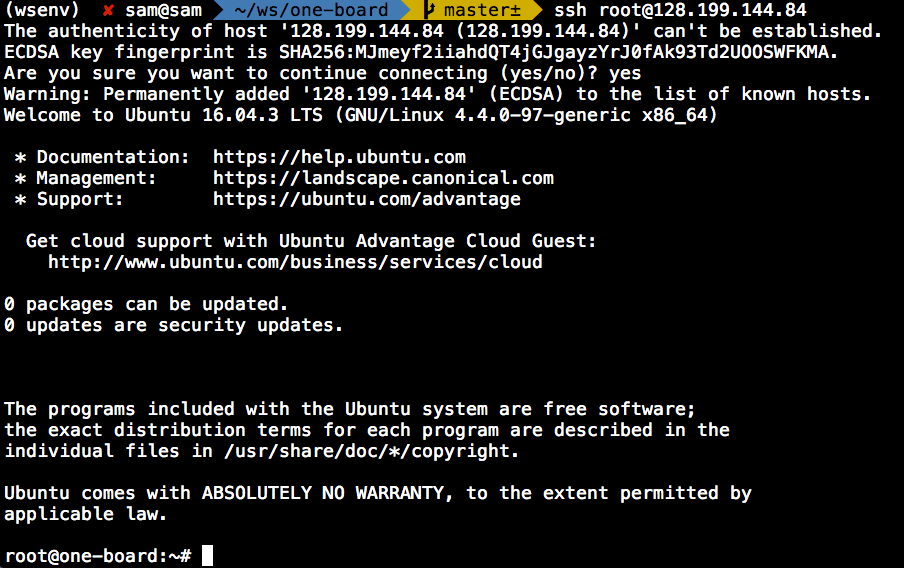 (wsenv) ✘ sam@sam ~/ws/one-board master± ssh root@128.199.144.84
The authenticity of host '128.199.144.84 (128.199.144.84)' can't be established.
ECDSA key fingerprint is SHA256:MJmeyf2iiahdQT4jGJgayzYrJ0fAk93Td2UOOSWFKMA.
Are you sure you want to continue connecting (yes/no)? yes
Warning: Permanently added '128.199.144.84' (ECDSA) to the list of known hosts.
Welcome to Ubuntu 16.04.3 LTS (GNU/Linux 4.4.0-97-generic x86_64)
* Documentation:  https://help.ubuntu.com
* Management:     https://landscape.canonical.com
* Support:        https://ubuntu.com/advantage
Get cloud support with Ubuntu Advantage Cloud Guest:
http://www.ubuntu.com/business/services/cloud
0 packages can be updated.
0 updates are security updates.
The programs included with the Ubuntu system are free software;
the exact distribution terms for each program are described in the
individual files in /usr/share/doc/*/copyright.
Ubuntu comes with ABSOLUTELY NO WARRANTY, to the extent permitted by
applicable law.
root@one-board:~#